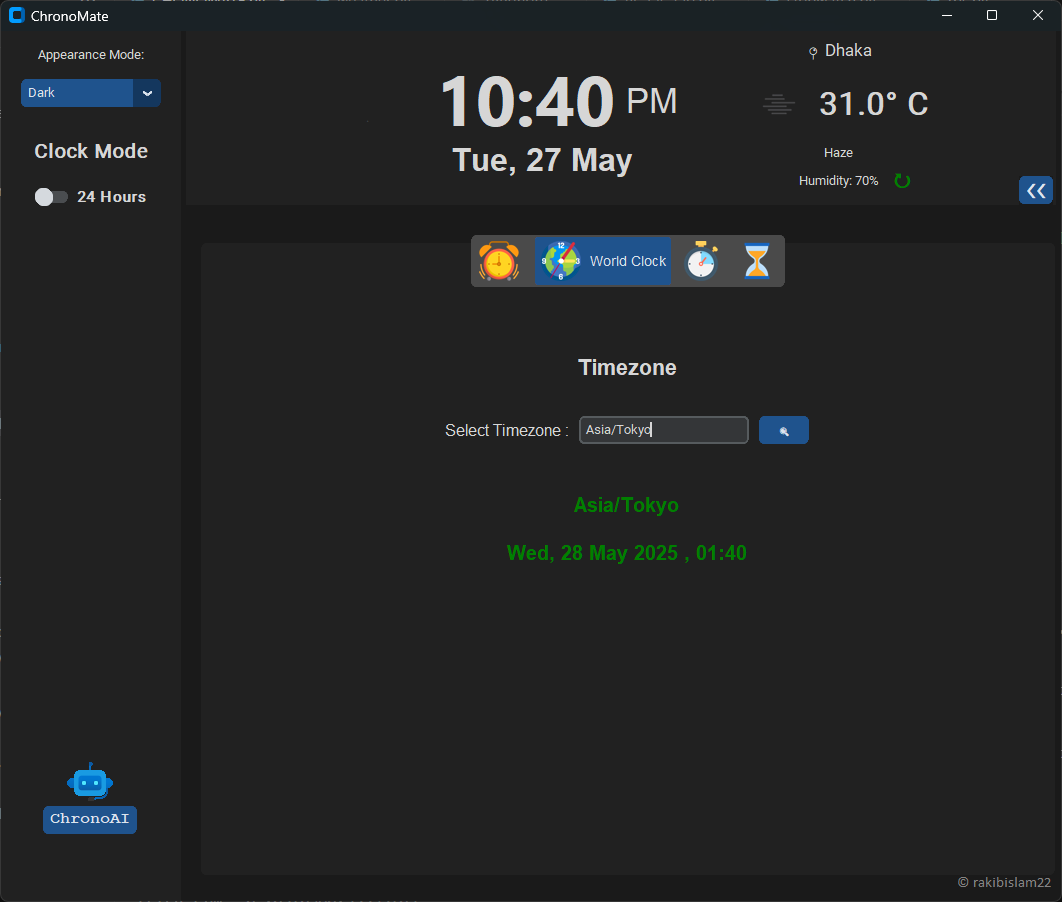 ChronoMate
Appearance Mode:
Dark
Clock Mode
24 Hours
10:40 PM
Tue, 27 May
Dhaka
31.0° C
Haze
Humidity: 70%
World Clock
Timezone
Select Timezone : Asia/Tokyo
Asia/Tokyo
Wed, 28 May 2025 , 01:40
ChronoAI
© rakibislam22